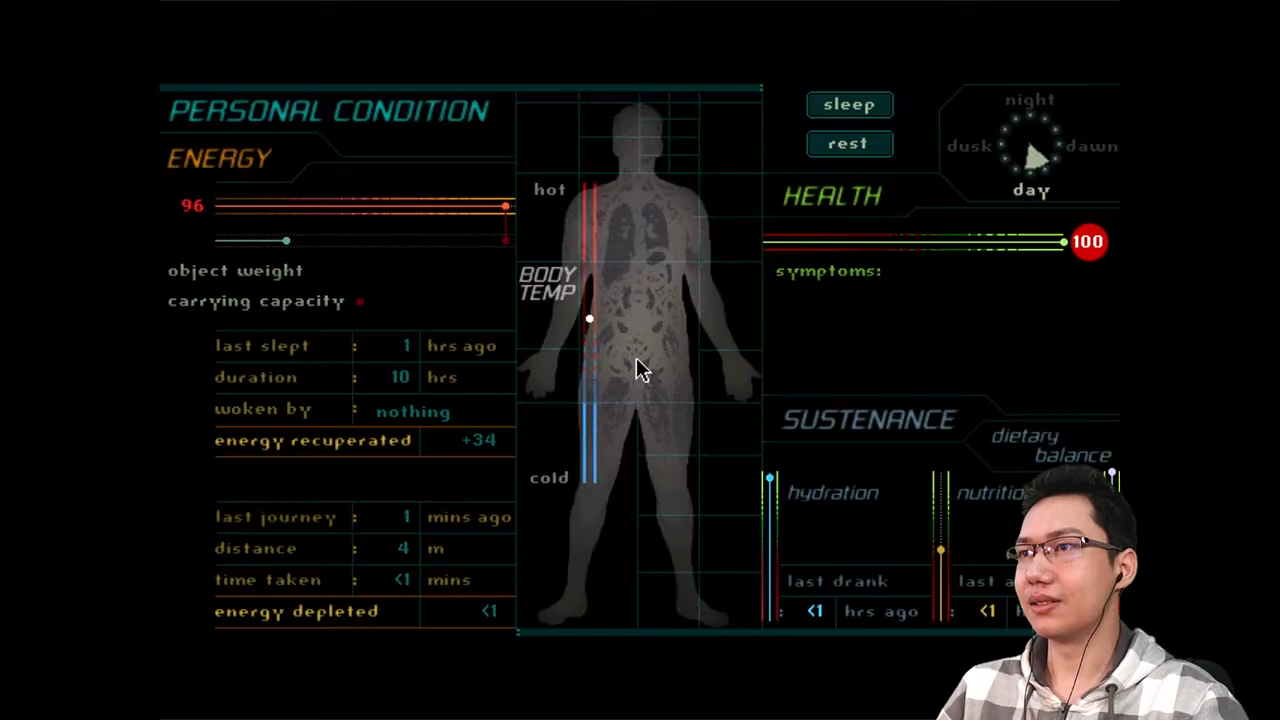 PERSONAL CONDITION
ENERGY
96
object weight
carrying capacity
last slept : 1 hrs ago
duration : 10 hrs
woken by : nothing
energy recuperated +34
last journey : 1 mins ago
distance : 4 m
time taken : <1 mins
energy depleted <1
hot
BODY
TEMP
cold
sleep
rest
night
dusk
dawn
day
HEALTH
100
symptoms:
SUSTENANCE
dietary
balance
hydration
last drank
: <1 hrs ago
: <1